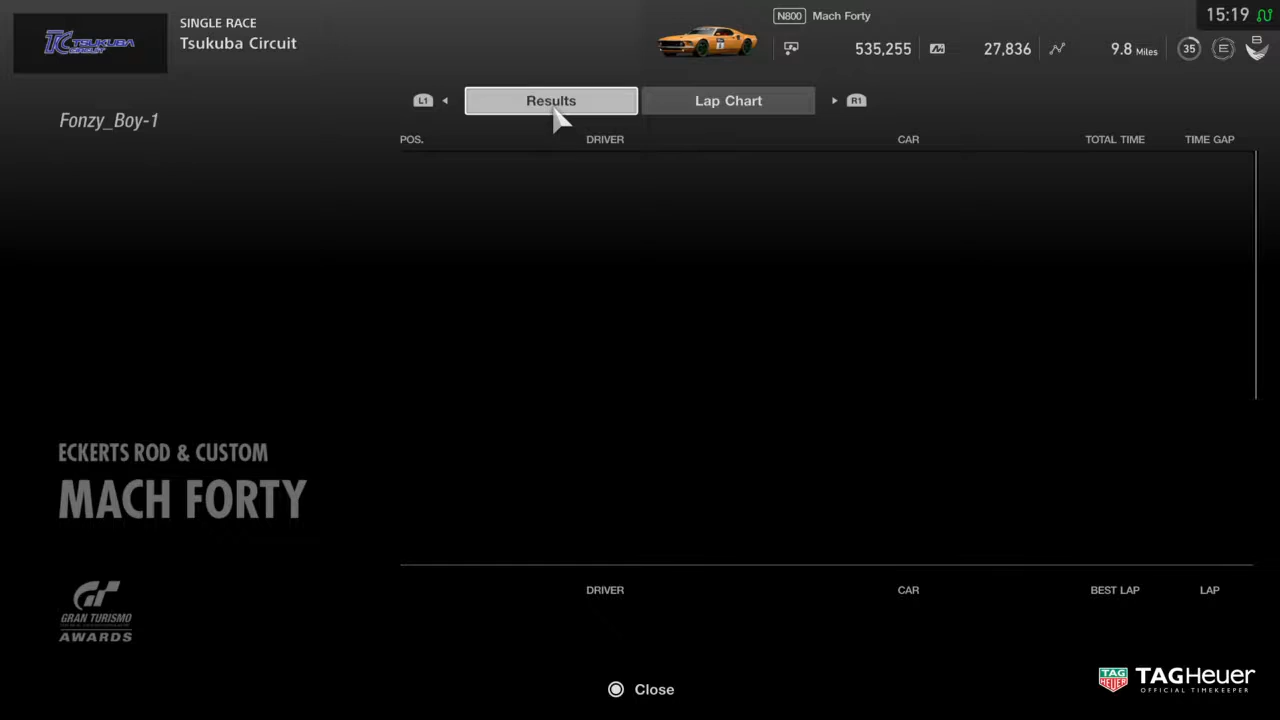 TC TSUKUBA CIRCUIT
SINGLE RACE
Tsukuba Circuit
N800 Mach Forty
535,255 27,836 9.8 Miles 35 E B
15:19
L1 Results Lap Chart R1
Fonzy_Boy-1
POS. DRIVER CAR TOTAL TIME TIME GAP
ECKERTS ROD & CUSTOM
MACH FORTY
GRAN TURISMO
AWARDS
DRIVER CAR BEST LAP LAP
Close
TAG HEUER TAGHeuer
OFFICIAL TIMEKEEPER